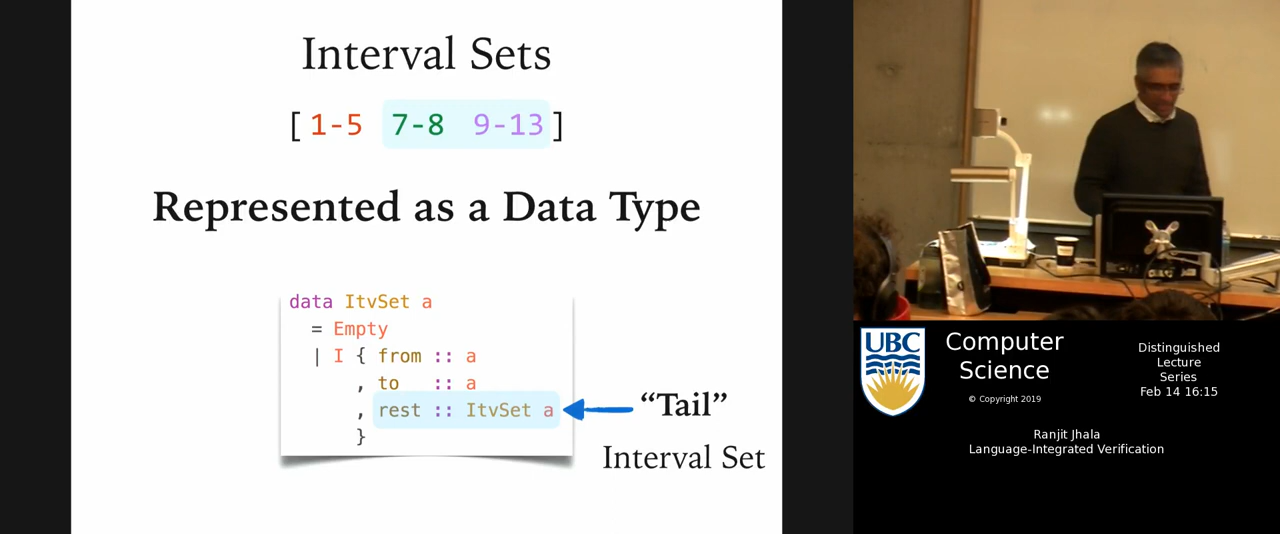 Interval Sets
[ 1-5 7-8 9-13 ]
Represented as a Data Type
data ItvSet a
= Empty
| I { from :: a
, to :: a
, rest :: ItvSet a
}
“Tail”
Interval Set
UBC
Computer
Science
© Copyright 2019
Distinguished
Lecture
Series
Feb 14 16:15
Ranjit Jhala
Language-Integrated Verification